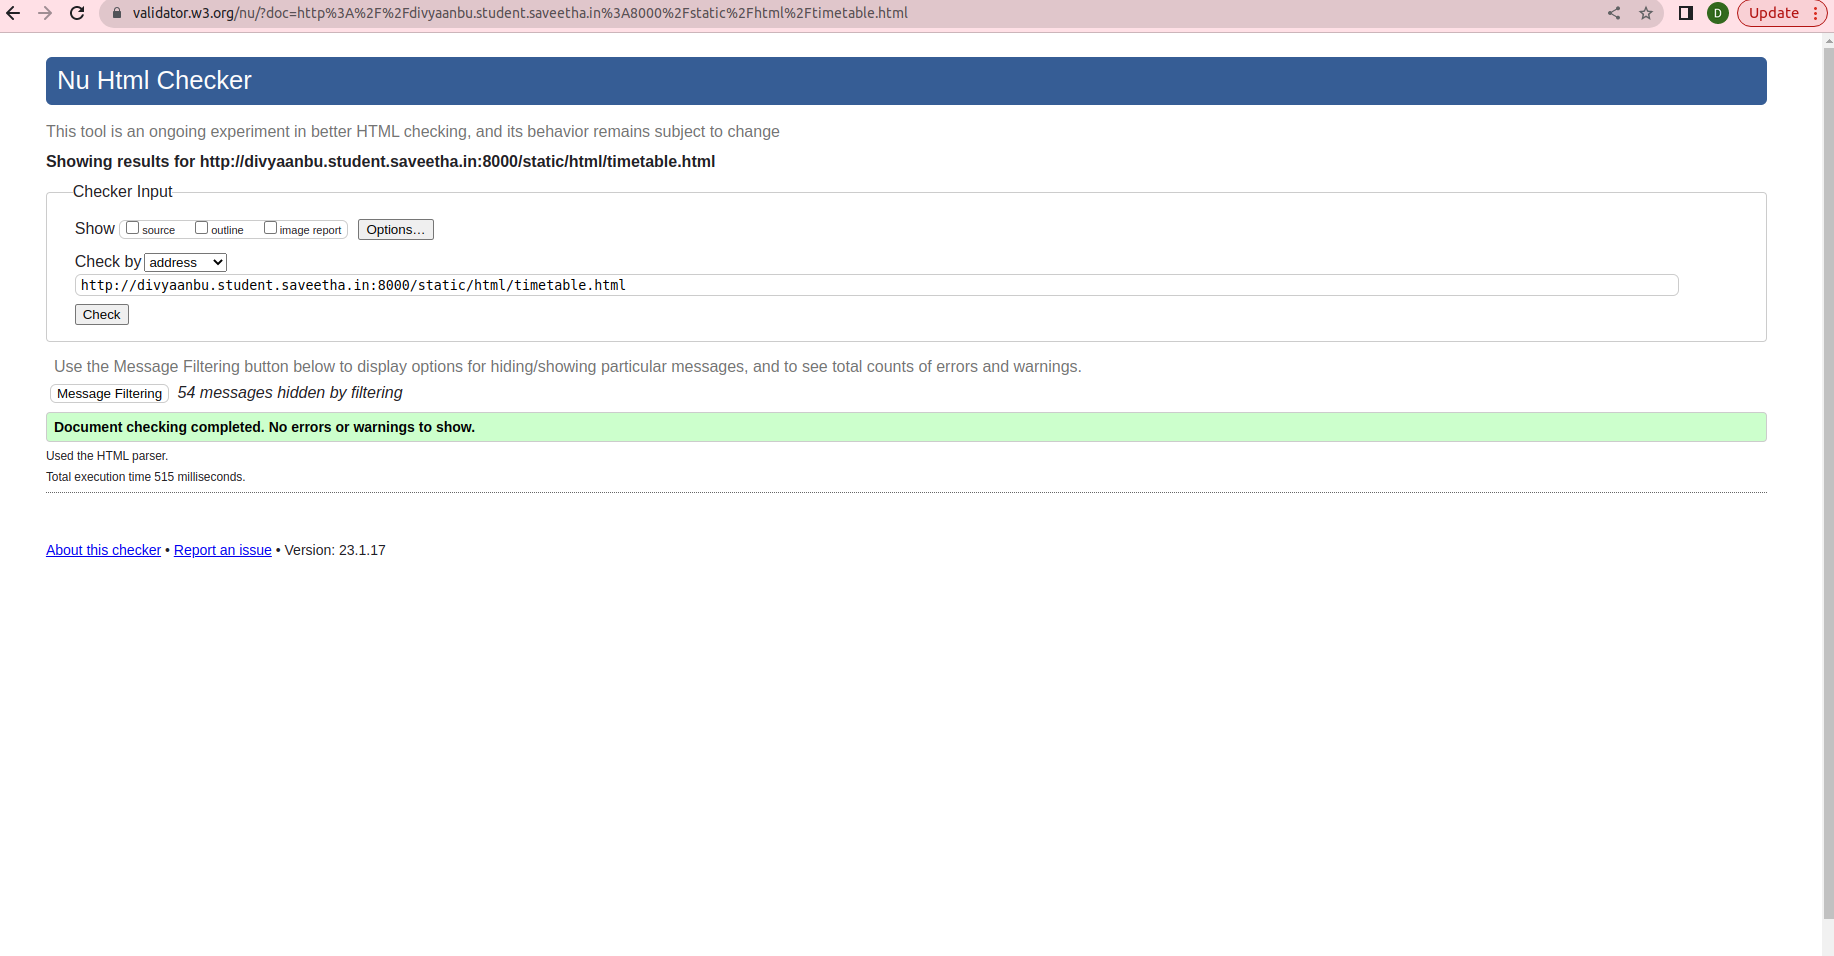 validator.w3.org/nu/?doc=http%3A%2F%2Fdivyaanbu.student.saveetha.in%3A8000%2Fstatic%2Fhtml%2Ftimetable.html
D
Update
Nu Html Checker
This tool is an ongoing experiment in better HTML checking, and its behavior remains subject to change
Showing results for http://divyaanbu.student.saveetha.in:8000/static/html/timetable.html
Checker Input
Show source outline image report Options...
Check by address
http://divyaanbu.student.saveetha.in:8000/static/html/timetable.html
Check
Use the Message Filtering button below to display options for hiding/showing particular messages, and to see total counts of errors and warnings.
Message Filtering 54 messages hidden by filtering
Document checking completed. No errors or warnings to show.
Used the HTML parser.
Total execution time 515 milliseconds.
About this checker • Report an issue • Version: 23.1.17